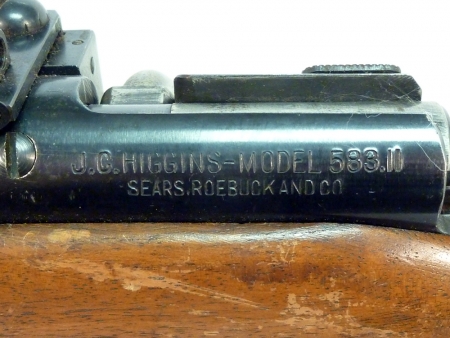 J.C. HIGGINS-MODEL 583.11
SEARS, ROEBUCK AND CO